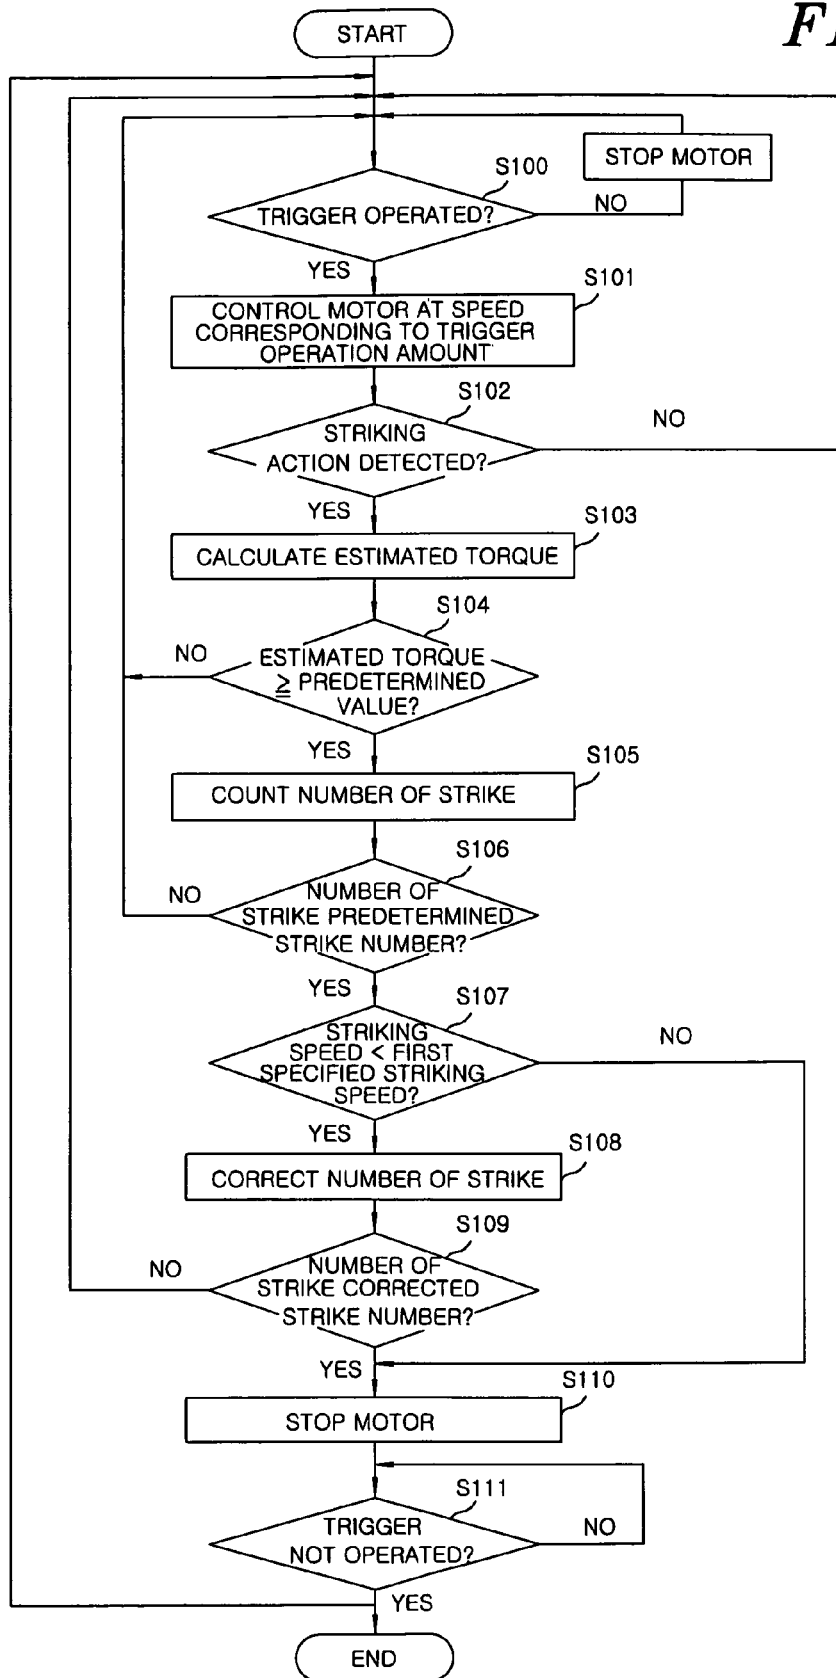 START
STOP MOTOR
S100
TRIGGER OPERATED?
NO
YES
S101
CONTROL MOTOR AT SPEED
CORRESPONDING TO TRIGGER
OPERATION AMOUNT
S102
NO
STRIKING
ACTION DETECTED?
YES
S103
CALCULATE ESTIMATED TORQUE
S104
NO
ESTIMATED TORQUE
≧ PREDETERMINED
VALUE?
YES
S105
COUNT NUMBER OF STRIKE
S106
NO
NUMBER OF
STRIKE PREDETERMINED
STRIKE NUMBER?
YES
S107
NO
STRIKING
SPEED < FIRST
SPECIFIED STRIKING
SPEED?
YES
S108
CORRECT NUMBER OF STRIKE
S109
NO
NUMBER OF
STRIKE CORRECTED
STRIKE NUMBER?
YES
S110
STOP MOTOR
S111
TRIGGER
NOT OPERATED?
NO
YES
END